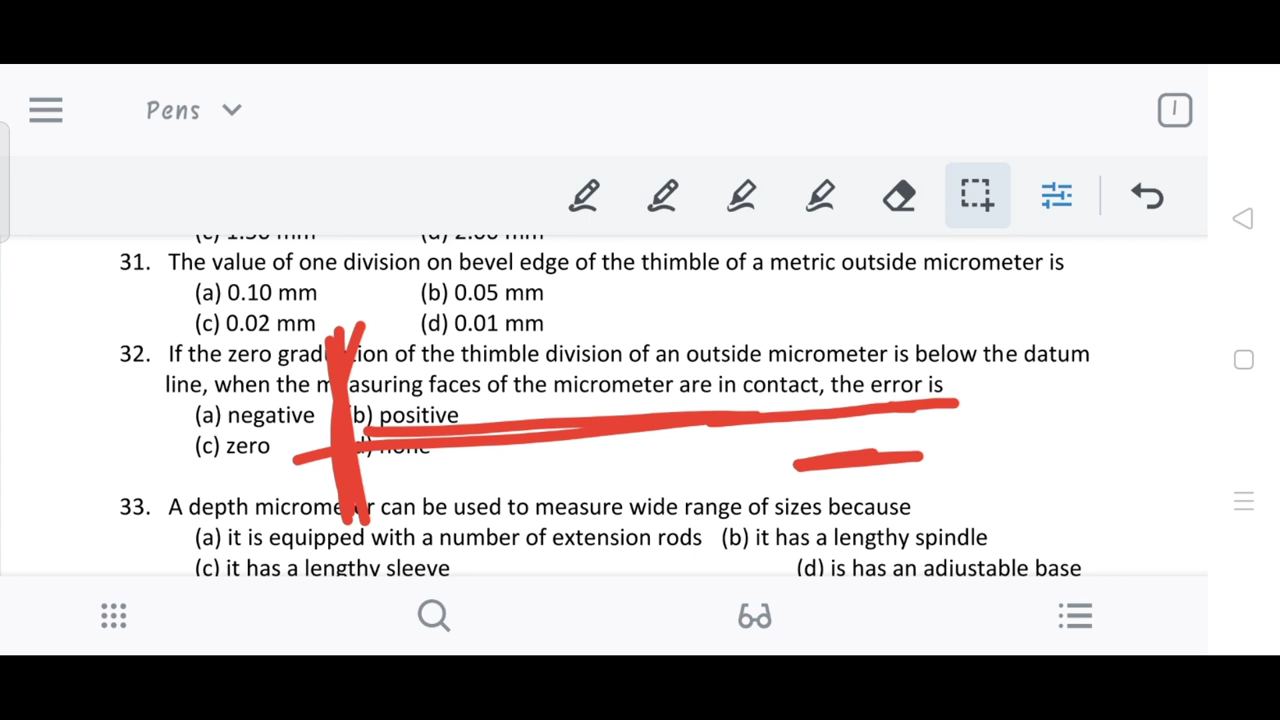 Pens
31. The value of one division on bevel edge of the thimble of a metric outside micrometer is
(a) 0.10 mm (b) 0.05 mm
(c) 0.02 mm (d) 0.01 mm
32. If the zero graduation of the thimble division of an outside micrometer is below the datum
line, when the measuring faces of the micrometer are in contact, the error is
(a) negative (b) positive
(c) zero (d) none
33. A depth micrometer can be used to measure wide range of sizes because
(a) it is equipped with a number of extension rods (b) it has a lengthy spindle
(c) it has a lengthy sleeve (d) is has an adjustable base